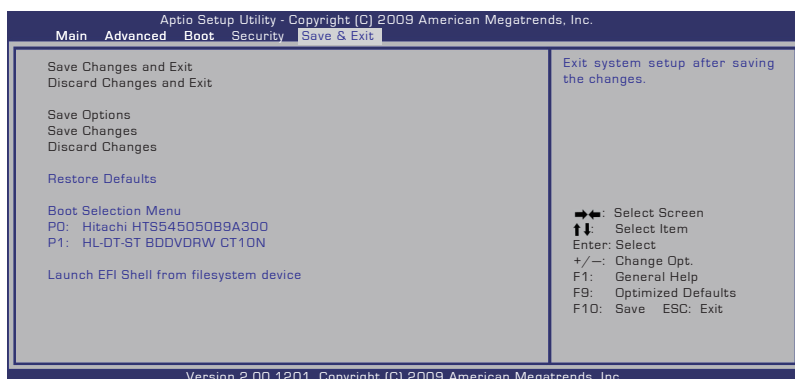 Aptio Setup Utility - Copyright (C) 2009 American Megatrends, Inc.
Main Advanced Boot Security Save & Exit
Save Changes and Exit
Discard Changes and Exit
Save Options
Save Changes
Discard Changes
Restore Defaults
Boot Selection Menu
P0: Hitachi HTS545050B9A300
P1: HL-DT-ST BDDVDRW CT10N
Launch EFI Shell from filesystem device
Exit system setup after saving
the changes.
→←: Select Screen
↑↓: Select Item
Enter: Select
+/—: Change Opt.
F1: General Help
F9: Optimized Defaults
F10: Save ESC: Exit
Version 2.00.1201. Copyright (C) 2009 American Megatrends, Inc.